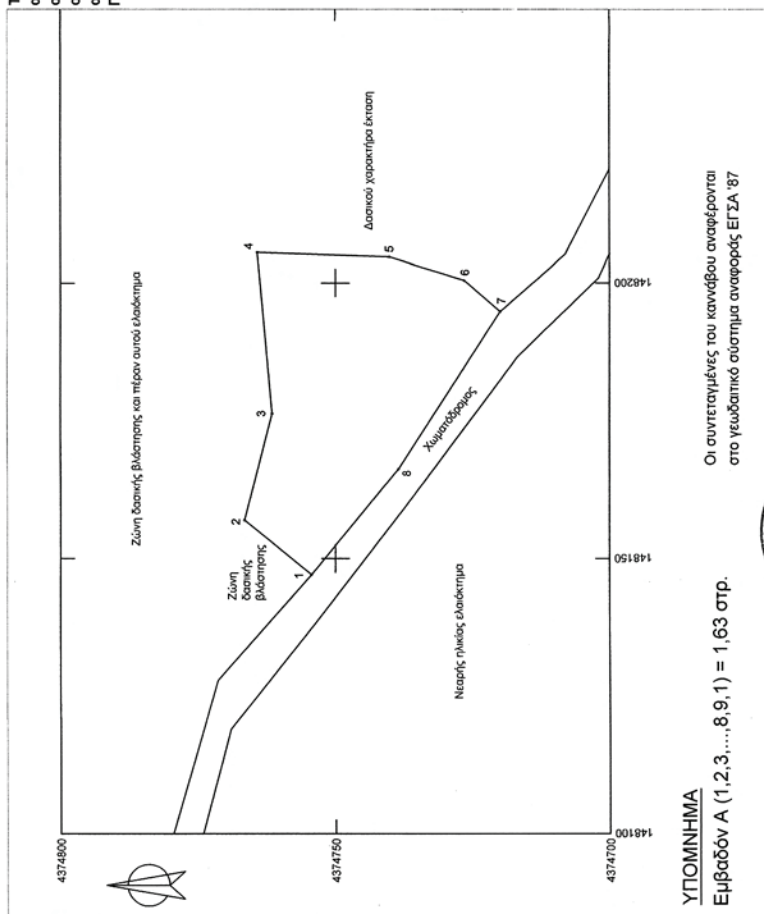 4374800
4374750
4374700
148100
148150
148200
Ζώνη δασικής βλάστησης και πέραν αυτού ελαιόκτημα
Ζώνη
δασικής
βλάστησης
Δασικού χαρακτήρα έκταση
1
2
3
4
5
6
7
8
Χωματόδρομος
Νεαρής ηλικίας ελαιόκτημα
ΥΠΟΜΝΗΜΑ
Εμβαδόν Α (1,2,3,...,8,9,1) = 1,63 στρ.
Οι συντεταγμένες του καννάβου αναφέρονται
στο γεωδαιτικό σύστημα αναφοράς ΕΓΣΑ '87